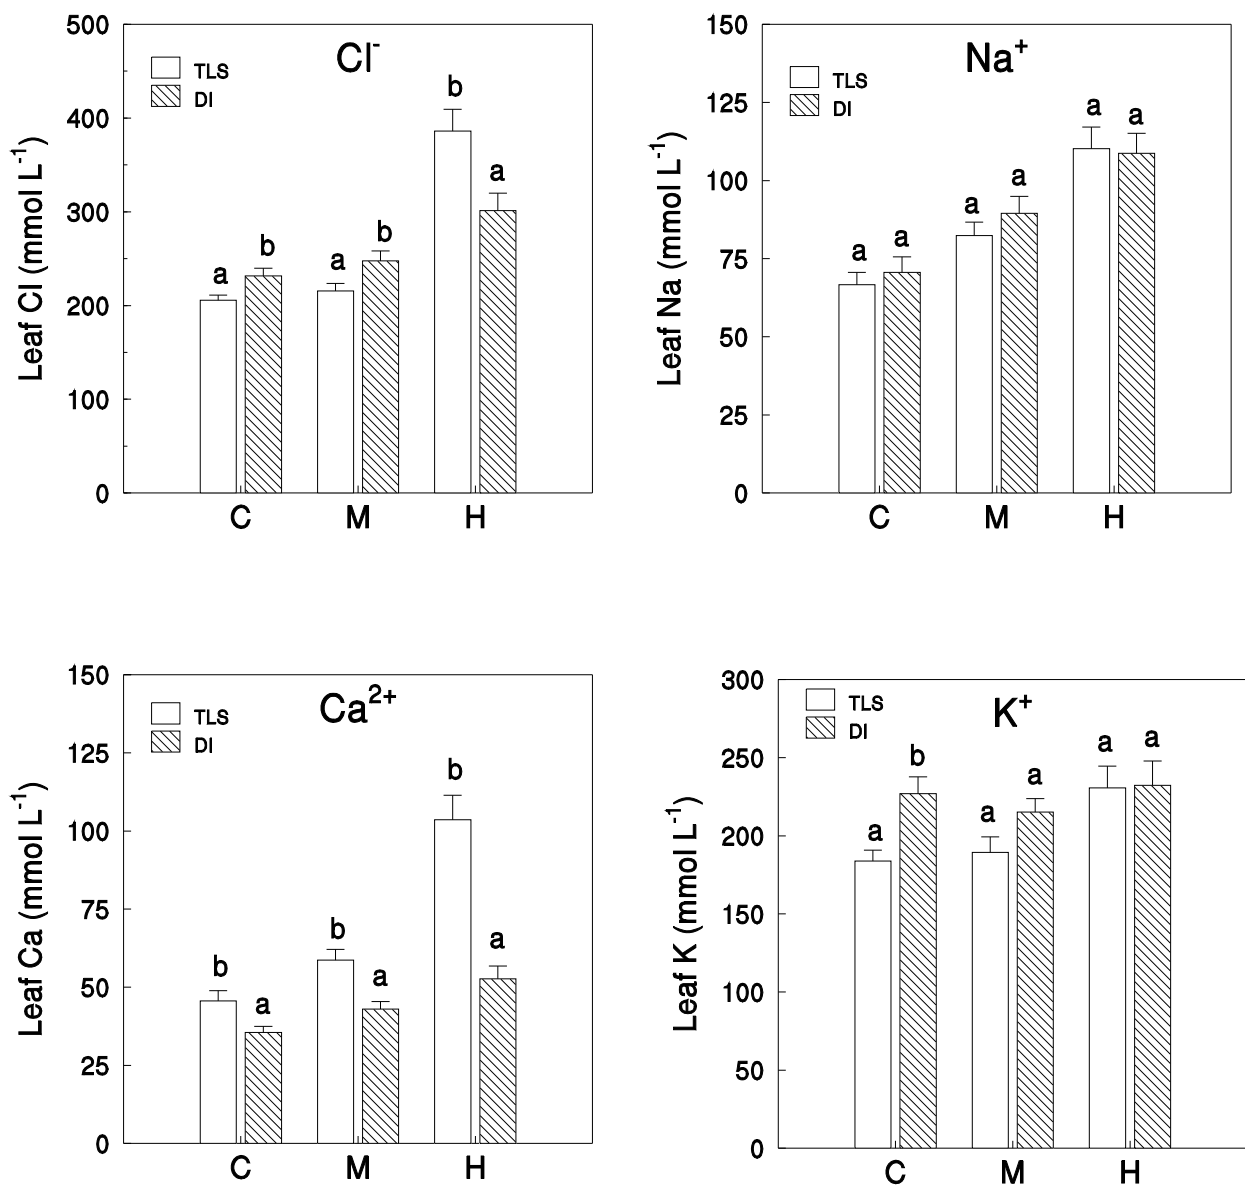 Cl⁻
TLS
DI
Leaf Cl (mmol L⁻¹)
500
400
300
200
100
0
a
b
a
b
b
a
C M H
Na⁺
TLS
DI
Leaf Na (mmol L⁻¹)
150
125
100
75
50
25
0
a
a
a
a
a
a
C M H
Ca²⁺
TLS
DI
Leaf Ca (mmol L⁻¹)
150
125
100
75
50
25
0
b
a
b
a
b
a
C M H
K⁺
TLS
DI
Leaf K (mmol L⁻¹)
300
250
200
150
100
50
0
a
b
a
a
a
a
C M H